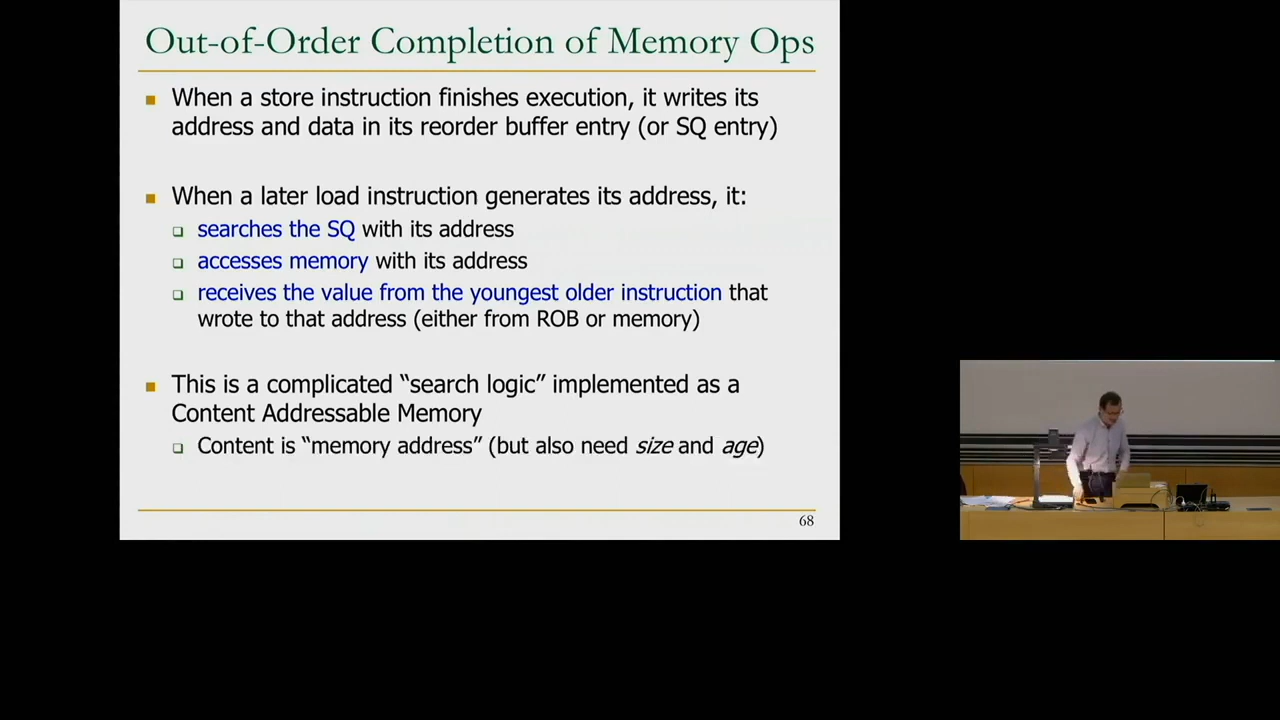 Out-of-Order Completion of Memory Ops
When a store instruction finishes execution, it writes its
address and data in its reorder buffer entry (or SQ entry)
When a later load instruction generates its address, it:
searches the SQ with its address
accesses memory with its address
receives the value from the youngest older instruction that
wrote to that address (either from ROB or memory)
This is a complicated “search logic” implemented as a
Content Addressable Memory
Content is “memory address” (but also need size and age)
68